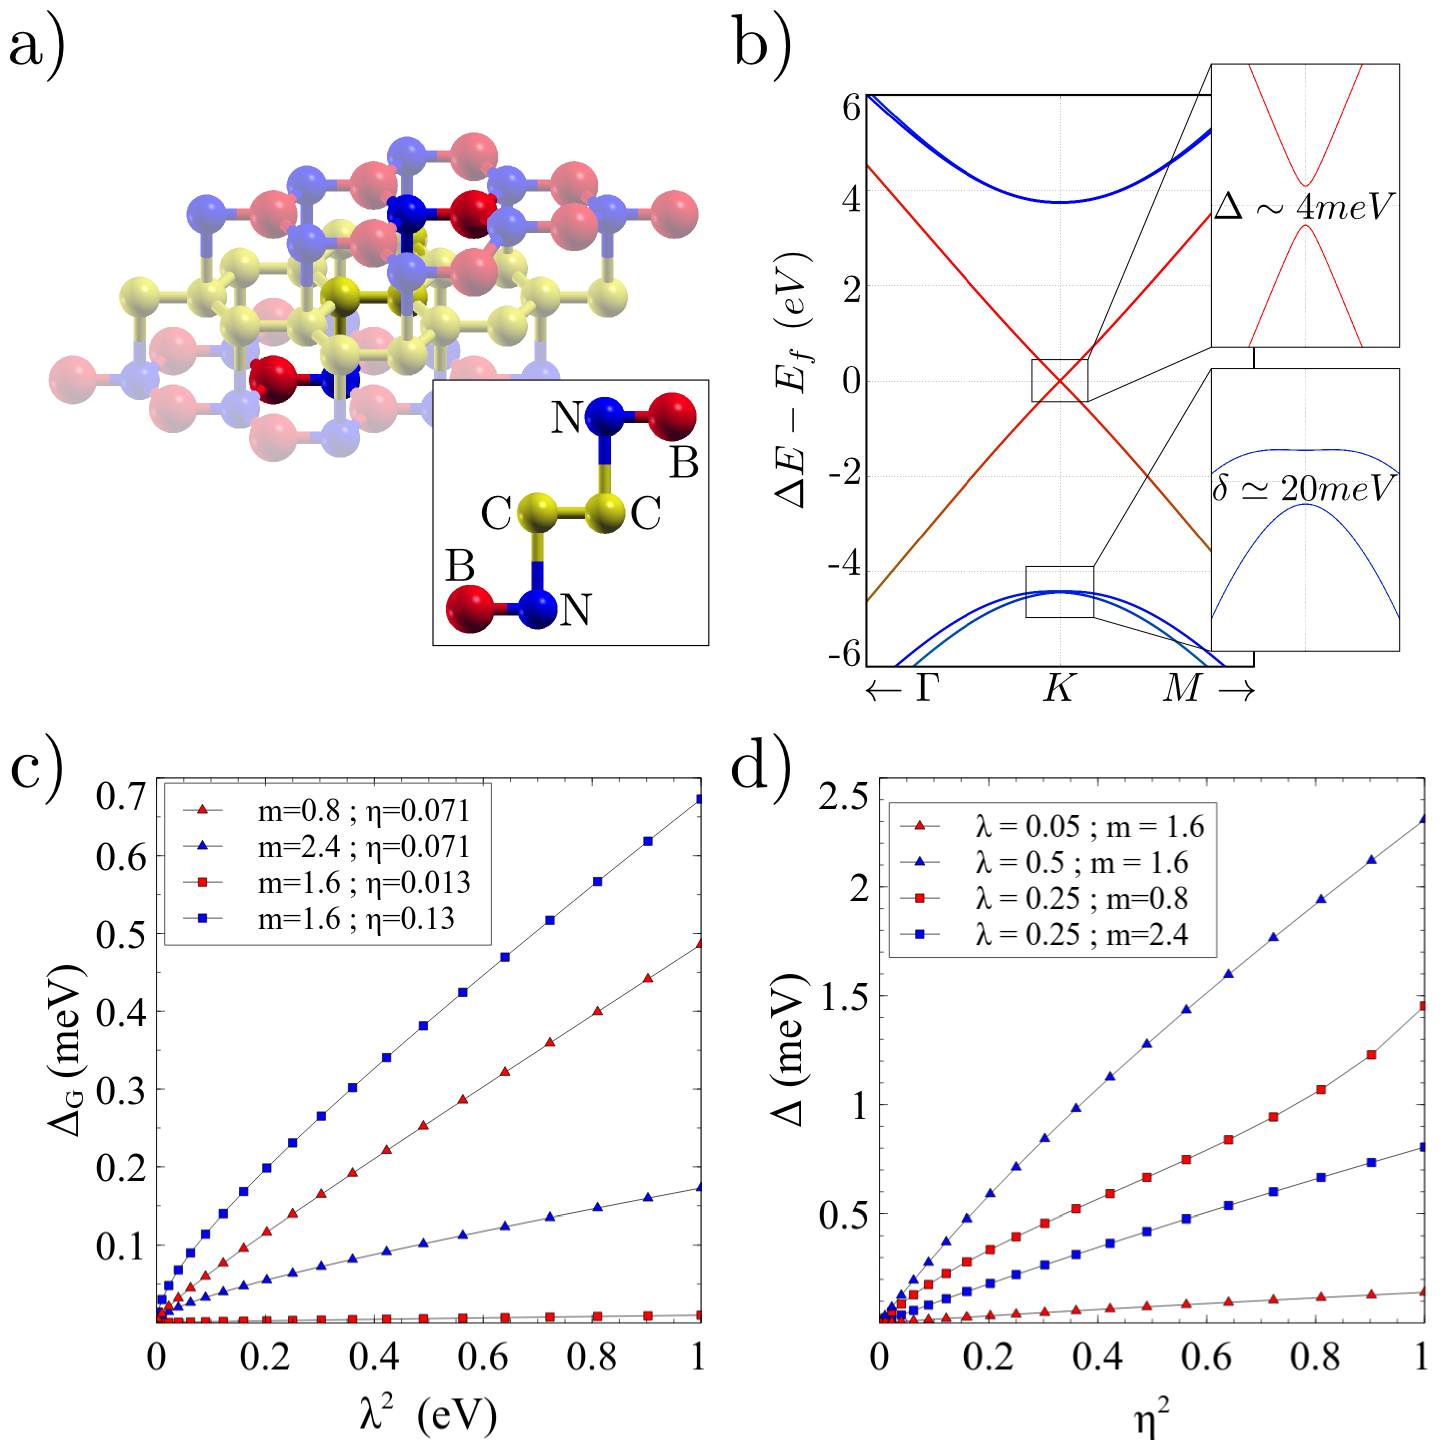 a)
N
B
C
C
B
N
b)
ΔE − E_f (eV)
6
4
2
0
-2
-4
-6
← Γ
K
M →
Δ ∼ 4meV
δ ≃ 20meV
c)
Δ_G (meV)
0.7
0.6
0.5
0.4
0.3
0.2
0.1
m=0.8 ; η=0.071
m=2.4 ; η=0.071
m=1.6 ; η=0.013
m=1.6 ; η=0.13
0 0.2 0.4 0.6 0.8 1
λ² (eV)
d)
Δ (meV)
2.5
2
1.5
1
0.5
λ = 0.05 ; m = 1.6
λ = 0.5 ; m = 1.6
λ = 0.25 ; m=0.8
λ = 0.25 ; m=2.4
0 0.2 0.4 0.6 0.8 1
η²